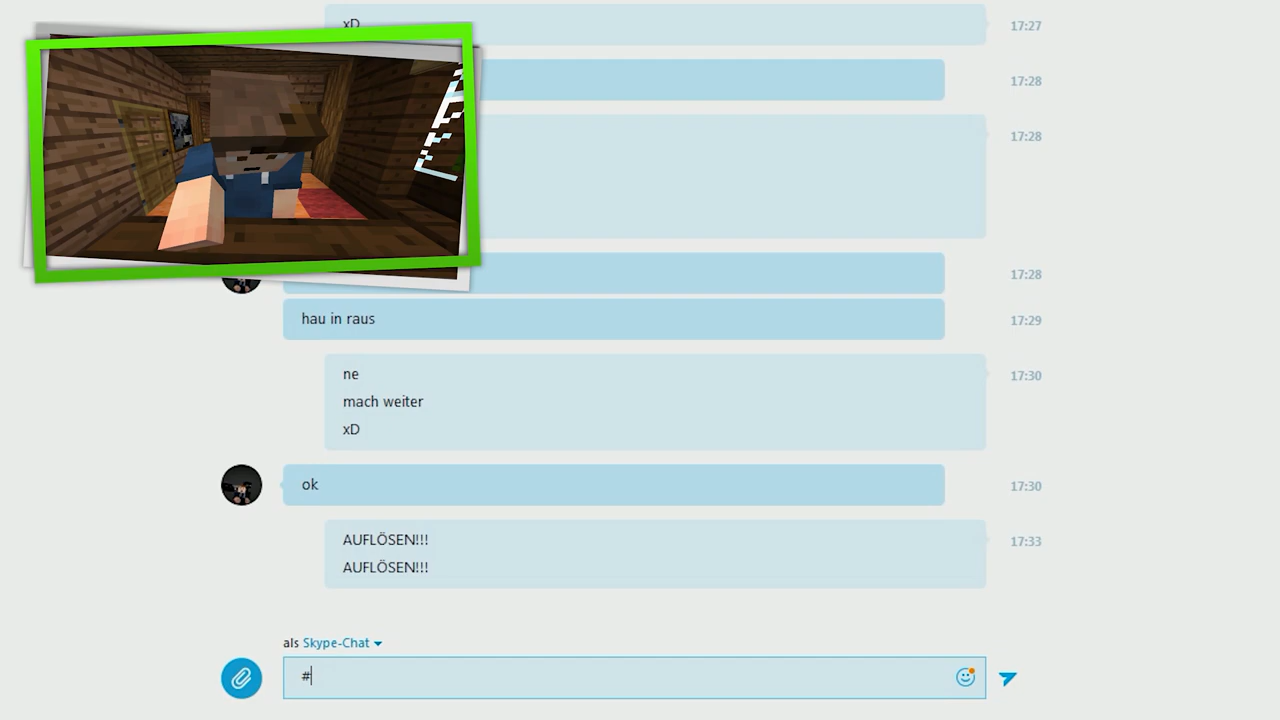 xD
17:27
17:28
17:28
17:28
hau in raus
17:29
ne
17:30
mach weiter
xD
ok
17:30
AUFLÖSEN!!!
17:33
AUFLÖSEN!!!
als Skype-Chat
#